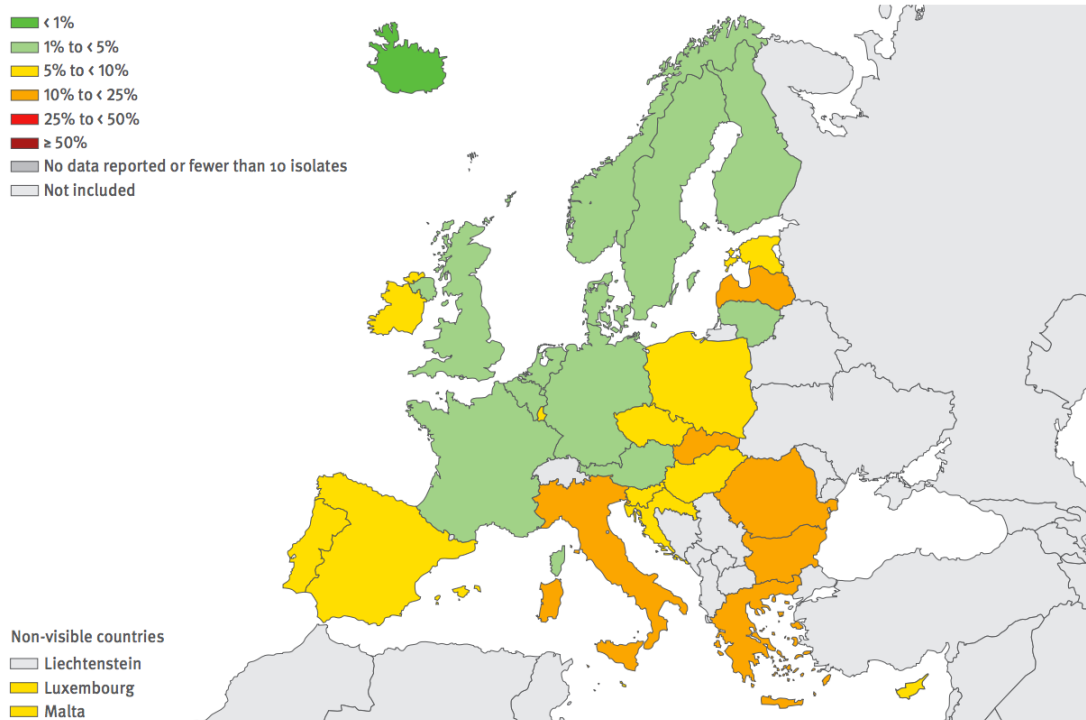 < 1%
1% to < 5%
5% to < 10%
10% to < 25%
25% to < 50%
≥ 50%
No data reported or fewer than 10 isolates
Not included
Non-visible countries
Liechtenstein
Luxembourg
Malta